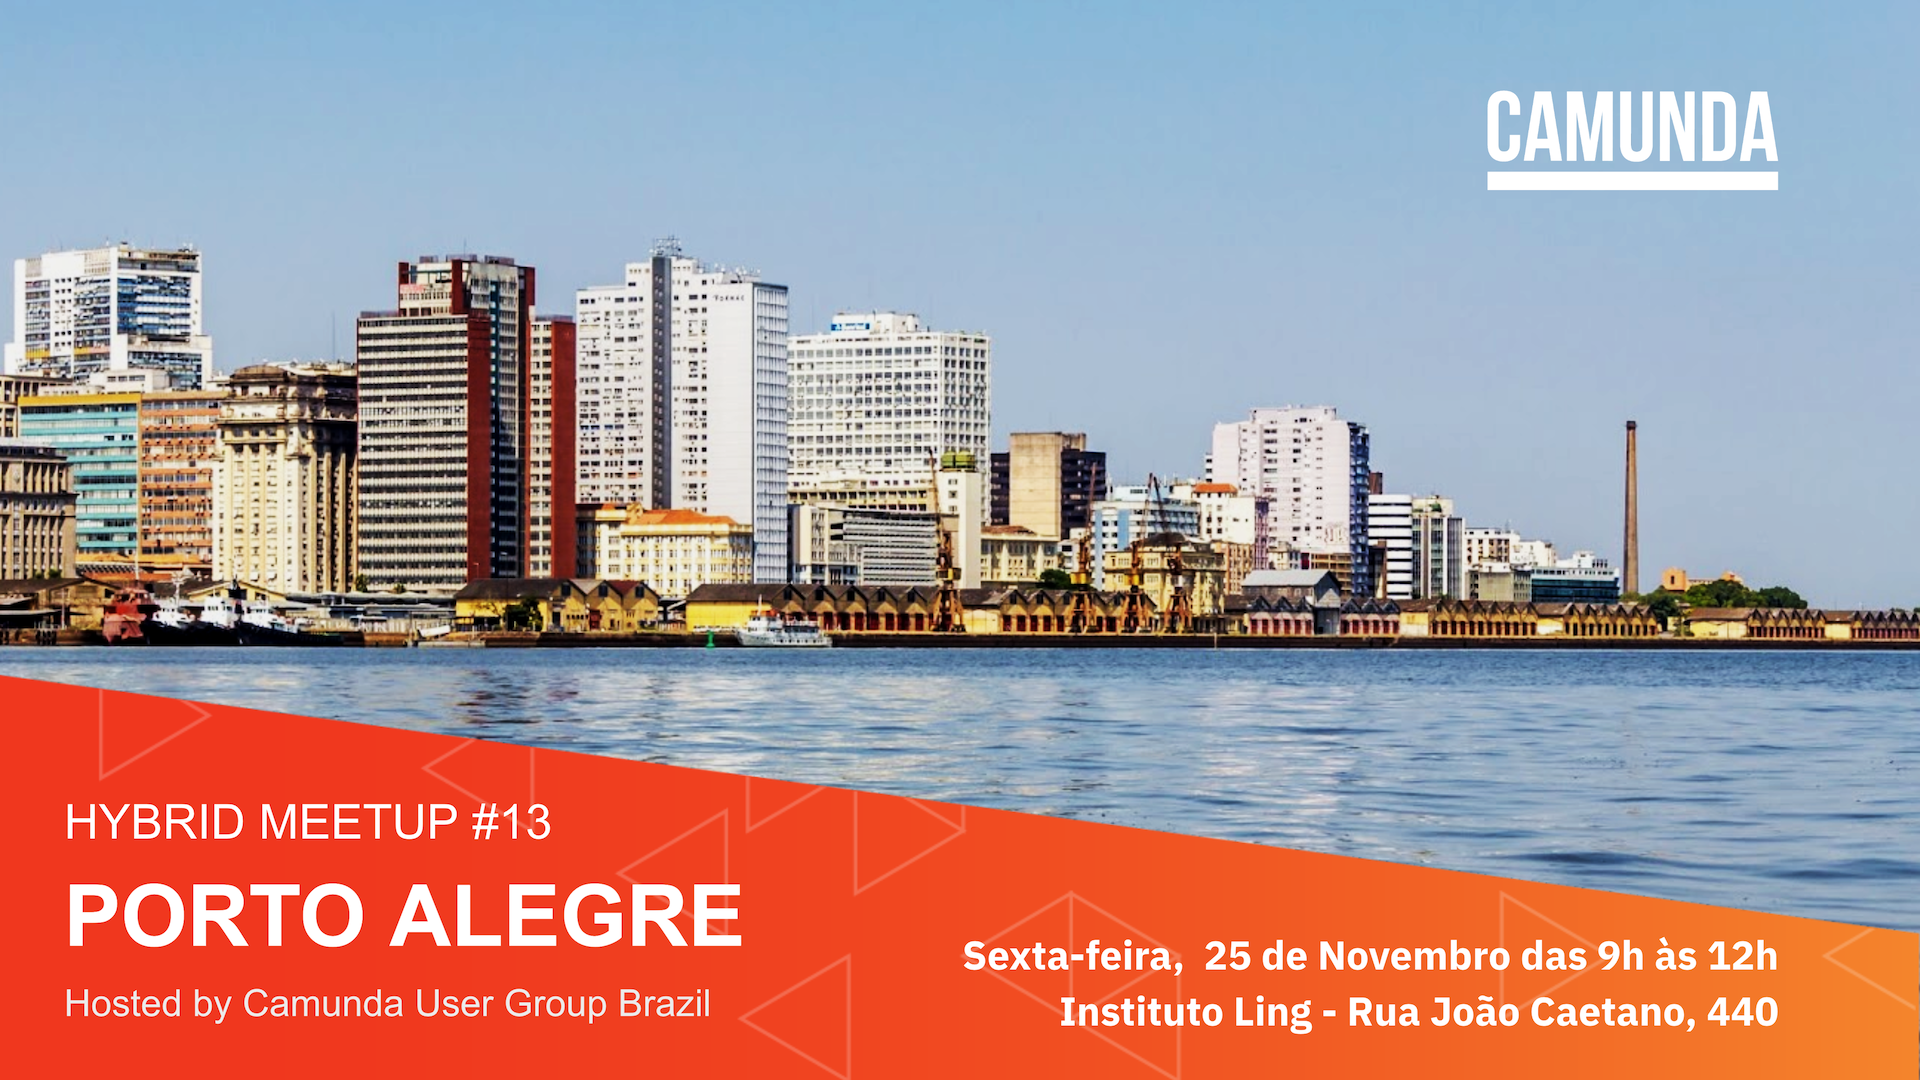 CAMUNDA
HYBRID MEETUP #13
PORTO ALEGRE
Hosted by Camunda User Group Brazil
Sexta-feira, 25 de Novembro das 9h às 12h
Instituto Ling - Rua João Caetano, 440